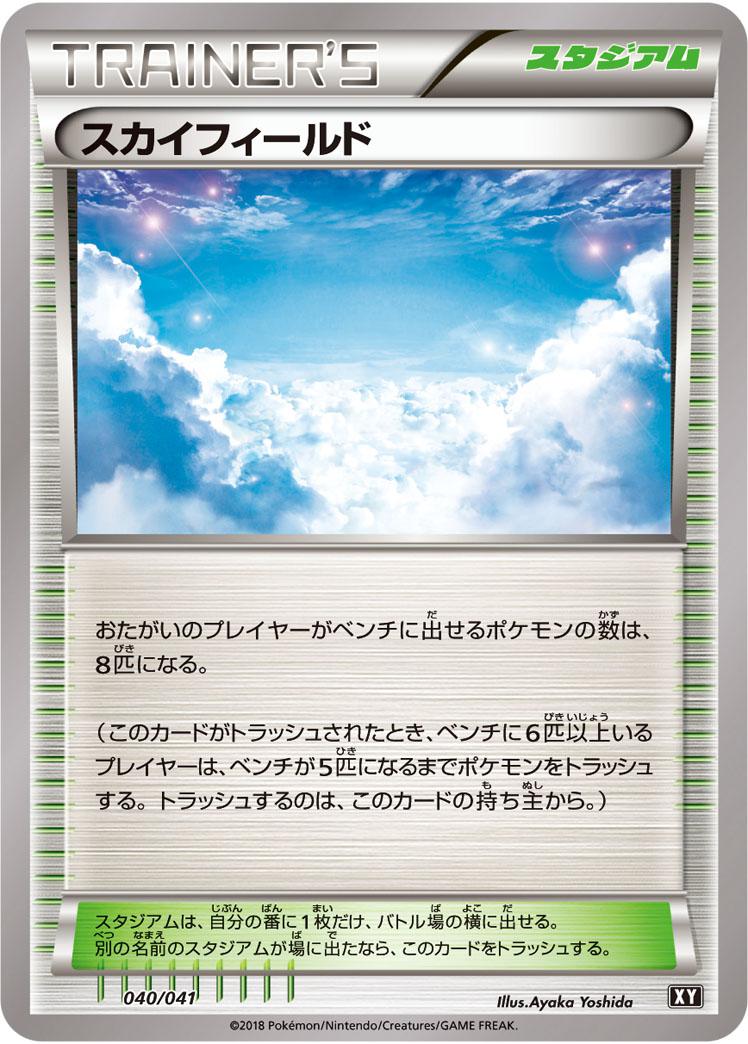 TRAINER'S
スタジアム
スカイフィールド
おたがいのプレイヤーがベンチに出せるポケモンの数は、
8匹になる。
（このカードがトラッシュされたとき、ベンチに6匹以上いる
プレイヤーは、ベンチが5匹になるまでポケモンをトラッシュ
する。トラッシュするのは、このカードの持ち主から。）
スタジアムは、自分の番に1枚だけ、バトル場の横に出せる。
別の名前のスタジアムが場に出たなら、このカードをトラッシュする。
040/041
Illus.Ayaka Yoshida
XY
©2018 Pokémon/Nintendo/Creatures/GAME FREAK.